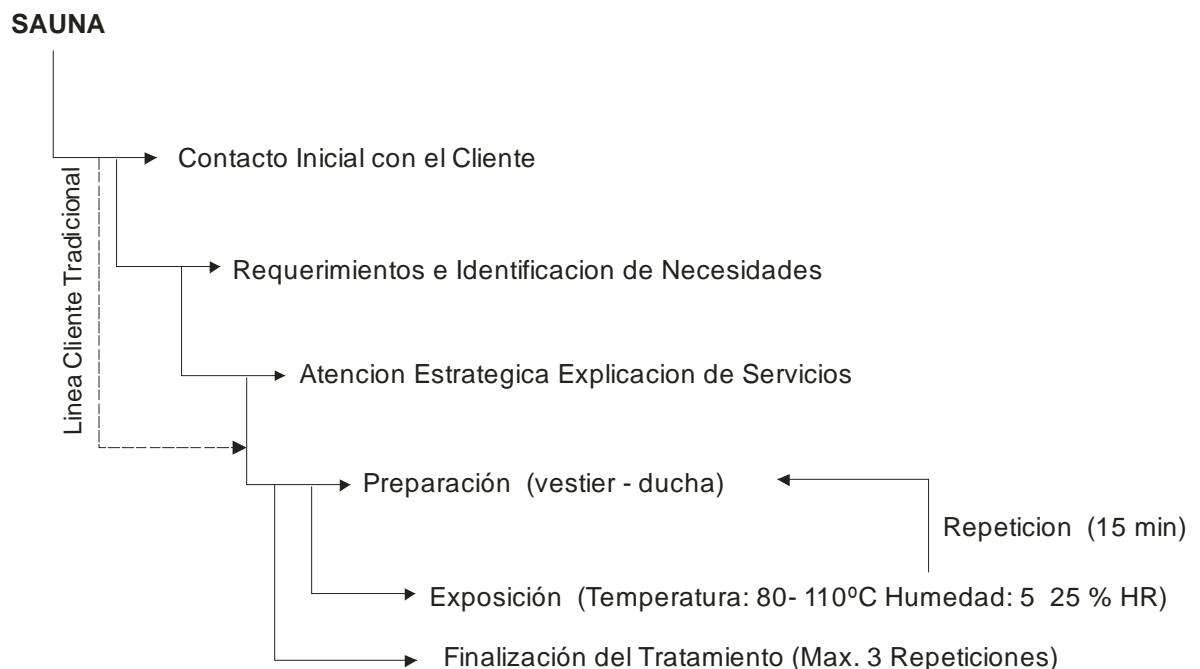 SAUNA
Contacto Inicial con el Cliente
Linea Cliente Tradicional
Requerimientos e Identificacion de Necesidades
Atencion Estrategica Explicacion de Servicios
Preparación (vestier - ducha)
Repeticion (15 min)
Exposición (Temperatura: 80- 110ºC Humedad: 5 25 % HR)
Finalización del Tratamiento (Max. 3 Repeticiones)